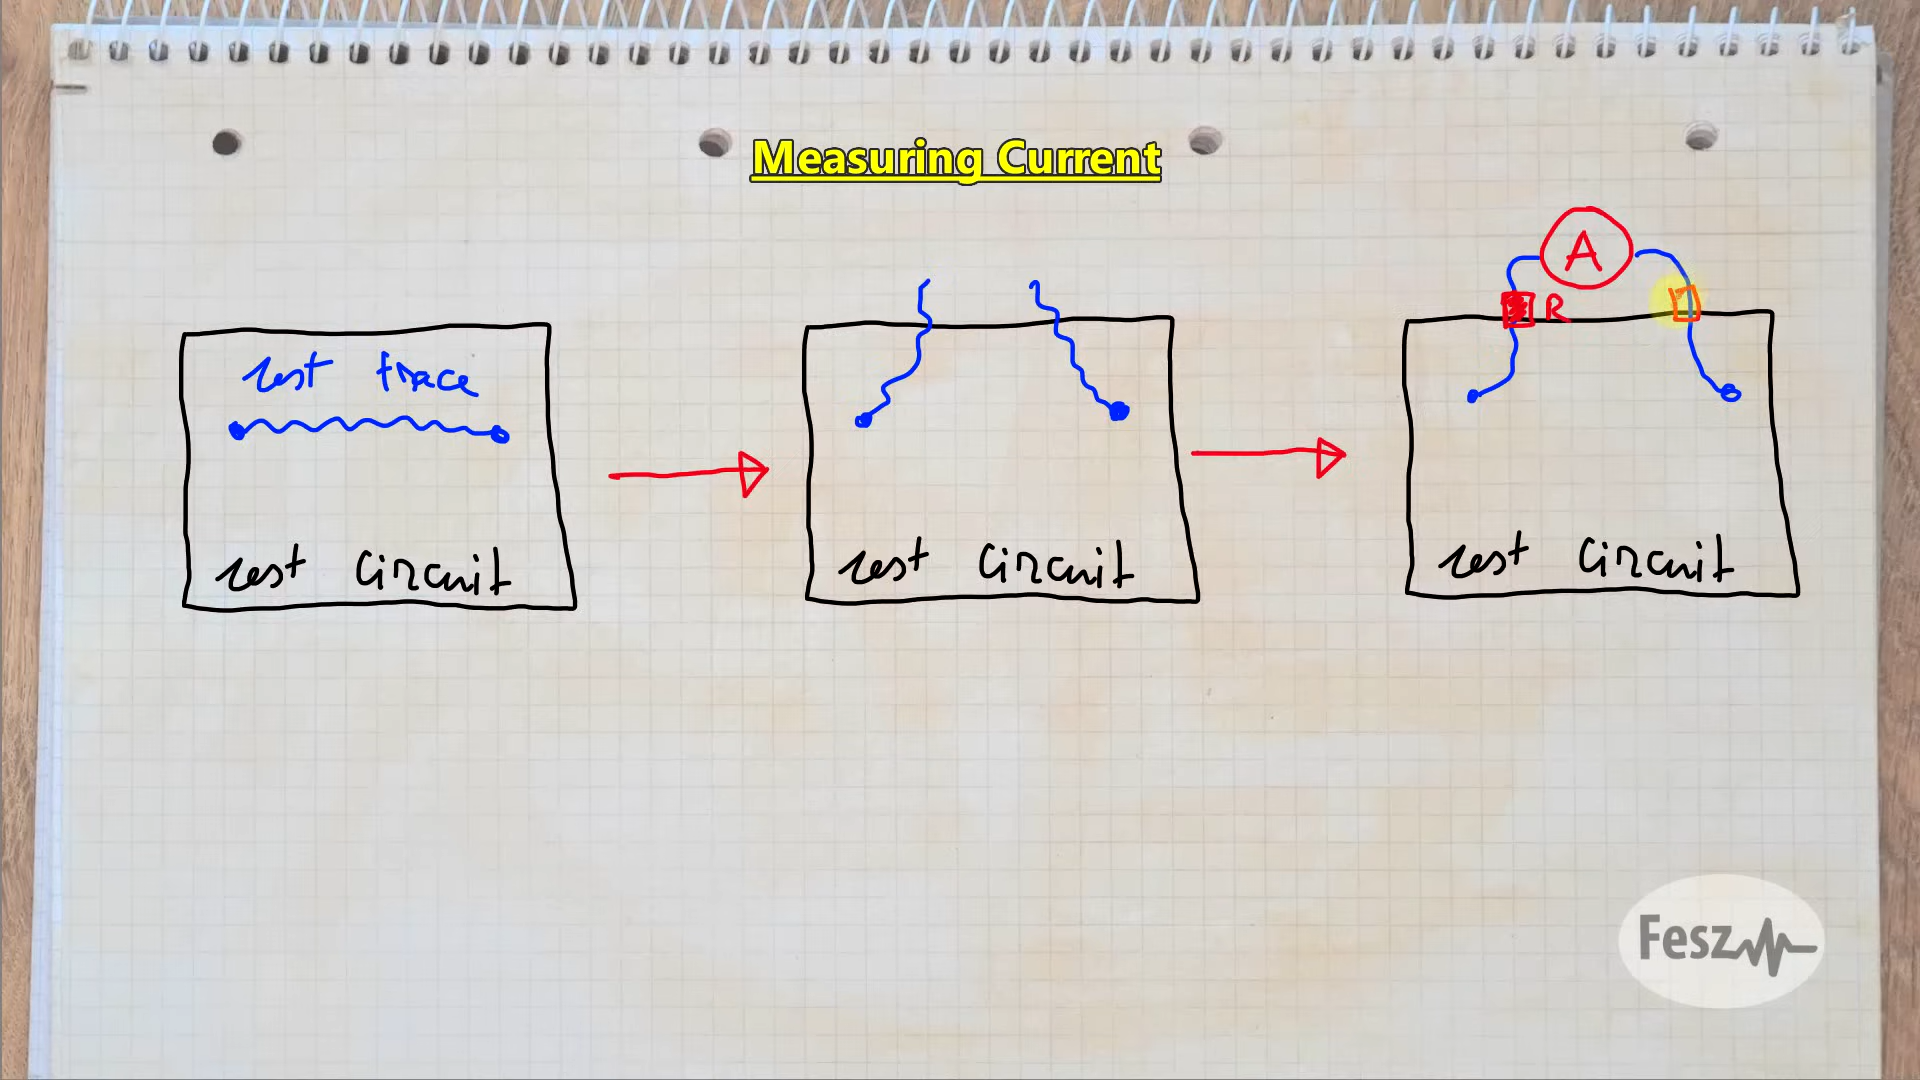 Measuring Current
A
R
test trace
test circuit
test circuit
test circuit
Fesz